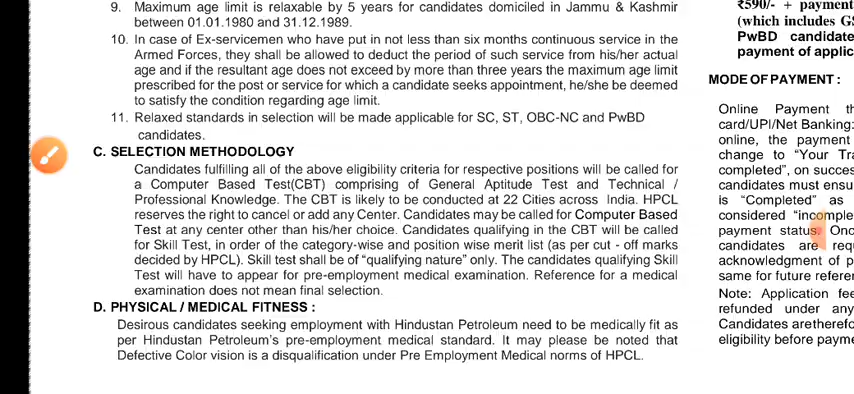 9. Maximum age limit is relaxable by 5 years for candidates domiciled in Jammu & Kashmir
between 01.01.1980 and 31.12.1989.
10. In case of Ex-servicemen who have put in not less than six months continuous service in the
Armed Forces, they shall be allowed to deduct the period of such service from his/her actual
age and if the resultant age does not exceed by more than three years the maximum age limit
prescribed for the post or service for which a candidate seeks appointment, he/she be deemed
to satisfy the condition regarding age limit.
11. Relaxed standards in selection will be made applicable for SC, ST, OBC-NC and PwBD
candidates.
C. SELECTION METHODOLOGY
Candidates fulfilling all of the above eligibility criteria for respective positions will be called for
a Computer Based Test(CBT) comprising of General Aptitude Test and Technical /
Professional Knowledge. The CBT is likely to be conducted at 22 Cities across India. HPCL
reserves the right to cancel or add any Center. Candidates may be called for Computer Based
Test at any center other than his/her choice. Candidates qualifying in the CBT will be called
for Skill Test, in order of the category-wise and position wise merit list (as per cut - off marks
decided by HPCL). Skill test shall be of “qualifying nature” only. The candidates qualifying Skill
Test will have to appear for pre-employment medical examination. Reference for a medical
examination does not mean final selection.
D. PHYSICAL / MEDICAL FITNESS :
Desirous candidates seeking employment with Hindustan Petroleum need to be medically fit as
per Hindustan Petroleum’s pre-employment medical standard. It may please be noted that
Defective Color vision is a disqualification under Pre Employment Medical norms of HPCL.
₹590/- + payment
(which includes GS
PwBD candidate
payment of applic
MODE OF PAYMENT :
Online Payment th
card/UPI/Net Banking:
online, the payment
change to “Your Tra
completed”, on success
candidates must ensu
is “Completed” as
considered “incomple
payment status. Onc
candidates are requ
acknowledgment of p
same for future referen
Note: Application fee
refunded under any
Candidates are therefo
eligibility before payme